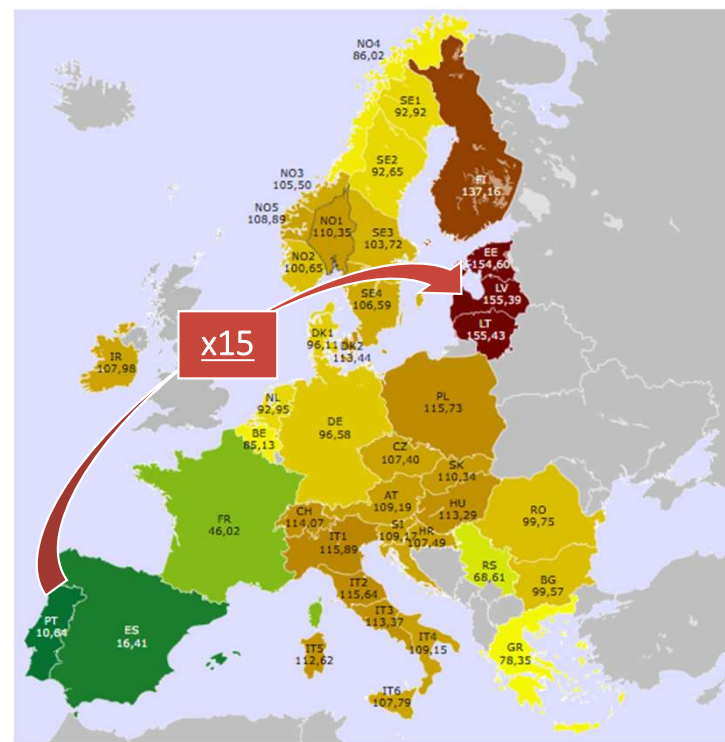 NO4
86,02
SE1
92,92
SE2
92,65
NO3
105,50
FI
137,16
NO5
108,89
NO1
110,35
SE3
103,72
NO2
100,65
EE
154,60
SE4
106,59
LV
155,39
LT
155,43
x15
DK1
96,11
DK2
113,44
IR
107,98
NL
92,95
BE
85,13
DE
96,58
PL
115,73
CZ
107,40
SK
110,34
FR
46,02
CH
114,07
AT
109,19
HU
113,29
SI
109,17
HR
107,49
RO
99,75
IT1
115,89
RS
68,61
BG
99,57
IT2
115,64
IT3
113,37
PT
10,64
ES
16,41
IT5
112,62
IT4
109,15
GR
78,35
IT6
107,79